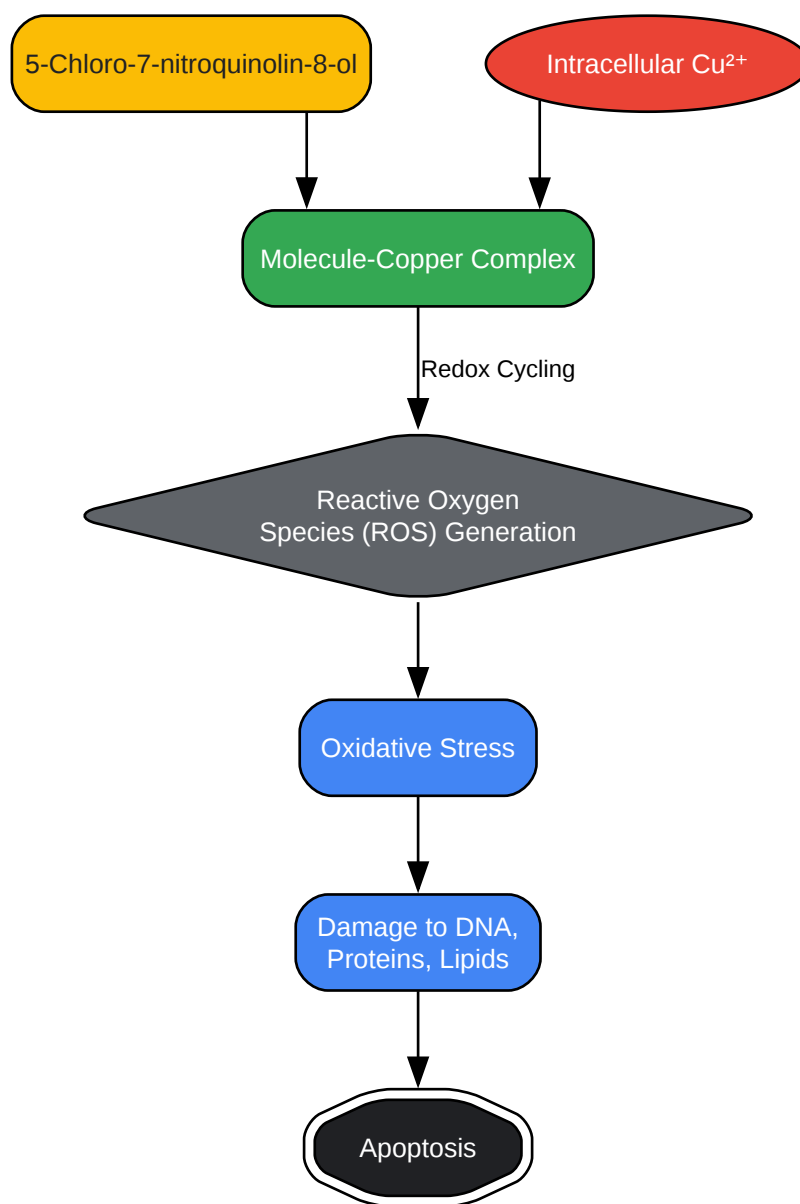 5-Chloro-7-nitroquinolin-8-ol
Intracellular Cu²⁺
Molecule-Copper Complex
Redox Cycling
Reactive Oxygen
Species (ROS) Generation
Oxidative Stress
Damage to DNA,
Proteins, Lipids
Apoptosis